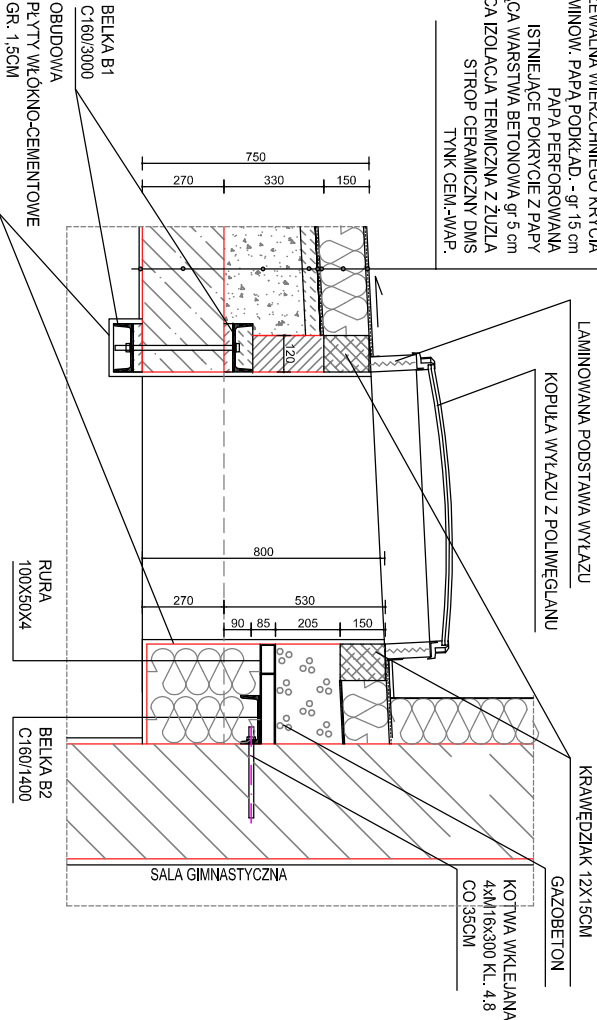 ZEWALNA WIERZCHNIEGO KRYCIA
MINOW. PAPĄ PODKŁAD. - gr 15 cm
PAPA PERFOROWANA
ISTNIEJĄCE POKRYCIE Z PAPY
ĄCA WARSTWA BETONOWA gr 5 cm
CA IZOLACJA TERMICZNA Z ŻUŻLA
STROP CERAMICZNY DMS
TYNK CEM.-WAP.
LAMINOWANA PODSTAWA WYŁAZU
KOPUŁA WYŁAZU Z POLIWĘGLANU
KRAWĘDZIAK 12X15CM
GAZOBETON
KOTWA WKLEJANA
4xM16x300 KL. 4.8
CO 35CM
BELKA B1
C160/3000
OBUDOWA
PŁYTY WŁÓKNO-CEMENTOWE
GR. 1,5CM
RURA
100X50X4
BELKA B2
C160/1400
SALA GIMNASTYCZNA
750
270
330
150
120
800
270
530
90
85
205
150